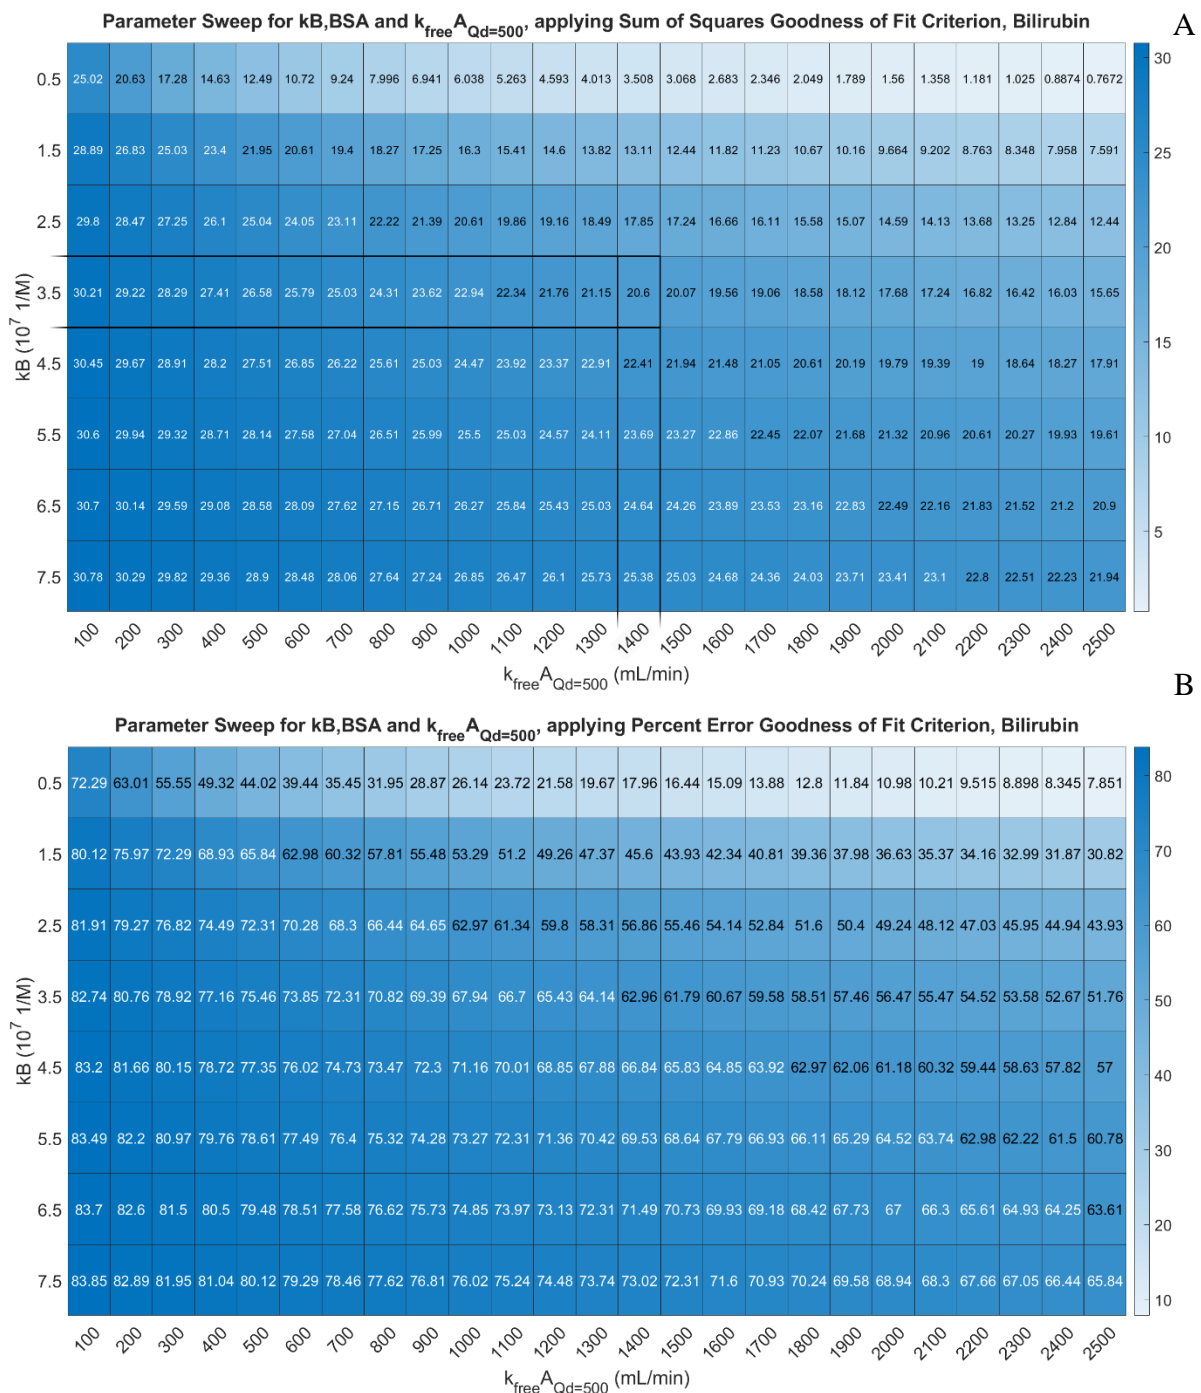 Parameter Sweep for kB,BSA and k_free A_Qd=500, applying Sum of Squares Goodness of Fit Criterion, Bilirubin
A
0.5 25.02 20.63 17.28 14.63 12.49 10.72 9.24 7.996 6.941 6.038 5.263 4.593 4.013 3.508 3.068 2.683 2.346 2.049 1.789 1.56 1.358 1.181 1.025 0.8874 0.7672
1.5 28.89 26.83 25.03 23.4 21.95 20.61 19.4 18.27 17.25 16.3 15.41 14.6 13.82 13.11 12.44 11.82 11.23 10.67 10.16 9.664 9.202 8.763 8.348 7.958 7.591
2.5 29.8 28.47 27.25 26.1 25.04 24.05 23.11 22.22 21.39 20.61 19.86 19.16 18.49 17.85 17.24 16.66 16.11 15.58 15.07 14.59 14.13 13.68 13.25 12.84 12.44
3.5 30.21 29.22 28.29 27.41 26.58 25.79 25.03 24.31 23.62 22.94 22.34 21.76 21.15 20.6 20.07 19.56 19.06 18.58 18.12 17.68 17.24 16.82 16.42 16.03 15.65
4.5 30.45 29.67 28.91 28.2 27.51 26.85 26.22 25.61 25.03 24.47 23.92 23.37 22.91 22.41 21.94 21.48 21.05 20.61 20.19 19.79 19.39 19 18.64 18.27 17.91
5.5 30.6 29.94 29.32 28.71 28.14 27.58 27.04 26.51 25.99 25.5 25.03 24.57 24.11 23.69 23.27 22.86 22.45 22.07 21.68 21.32 20.96 20.61 20.27 19.93 19.61
6.5 30.7 30.14 29.59 29.08 28.58 28.09 27.62 27.15 26.71 26.27 25.84 25.43 25.03 24.64 24.26 23.89 23.53 23.16 22.83 22.49 22.16 21.83 21.52 21.2 20.9
7.5 30.78 30.29 29.82 29.36 28.9 28.48 28.06 27.64 27.24 26.85 26.47 26.1 25.73 25.38 25.03 24.68 24.36 24.03 23.71 23.41 23.1 22.8 22.51 22.23 21.94
kB (10^7 1/M)
100 200 300 400 500 600 700 800 900 1000 1100 1200 1300 1400 1500 1600 1700 1800 1900 2000 2100 2200 2300 2400 2500
k_free A_Qd=500 (mL/min)
30
25
20
15
10
5
B
Parameter Sweep for kB,BSA and k_free A_Qd=500, applying Percent Error Goodness of Fit Criterion, Bilirubin
0.5 72.29 63.01 55.55 49.32 44.02 39.44 35.45 31.95 28.87 26.14 23.72 21.58 19.67 17.96 16.44 15.09 13.88 12.8 11.84 10.98 10.21 9.515 8.898 8.345 7.851
1.5 80.12 75.97 72.29 68.93 65.84 62.98 60.32 57.81 55.48 53.29 51.2 49.26 47.37 45.6 43.93 42.34 40.81 39.36 37.98 36.63 35.37 34.16 32.99 31.87 30.82
2.5 81.91 79.27 76.82 74.49 72.31 70.28 68.3 66.44 64.65 62.97 61.34 59.8 58.31 56.86 55.46 54.14 52.84 51.6 50.4 49.24 48.12 47.03 45.95 44.94 43.93
3.5 82.74 80.76 78.92 77.16 75.46 73.85 72.31 70.82 69.39 67.94 66.7 65.43 64.14 62.96 61.79 60.67 59.58 58.51 57.46 56.47 55.47 54.52 53.58 52.67 51.76
4.5 83.2 81.66 80.15 78.72 77.35 76.02 74.73 73.47 72.3 71.16 70.01 68.85 67.88 66.84 65.83 64.85 63.92 62.97 62.06 61.18 60.32 59.44 58.63 57.82 57
5.5 83.49 82.2 80.97 79.76 78.61 77.49 76.4 75.32 74.28 73.27 72.31 71.36 70.42 69.53 68.64 67.79 66.93 66.11 65.29 64.52 63.74 62.98 62.22 61.5 60.78
6.5 83.7 82.6 81.5 80.5 79.48 78.51 77.58 76.62 75.73 74.85 73.97 73.13 72.31 71.49 70.73 69.93 69.18 68.42 67.73 67 66.3 65.61 64.93 64.25 63.61
7.5 83.85 82.89 81.95 81.04 80.12 79.29 78.46 77.62 76.81 76.02 75.24 74.48 73.74 73.02 72.31 71.6 70.93 70.24 69.58 68.94 68.3 67.66 67.05 66.44 65.84
kB (10^7 1/M)
100 200 300 400 500 600 700 800 900 1000 1100 1200 1300 1400 1500 1600 1700 1800 1900 2000 2100 2200 2300 2400 2500
k_free A_Qd=500 (mL/min)
80
70
60
50
40
30
20
10